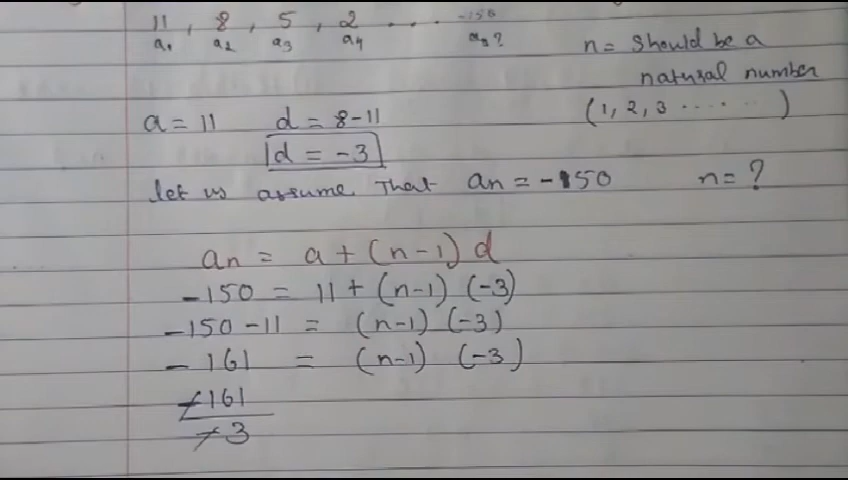 11 , 8 , 5 , 2 . . . . -150
a1 a2 a3 a4 an?
n = should be a
natural number
(1, 2, 3 ........)
a = 11 d = 8-11
d = -3
let us assume That an = -150 n = ?
an = a + (n-1) d
-150 = 11 + (n-1) (-3)
-150 - 11 = (n-1) (-3)
- 161 = (n-1) (-3)
-161
-3